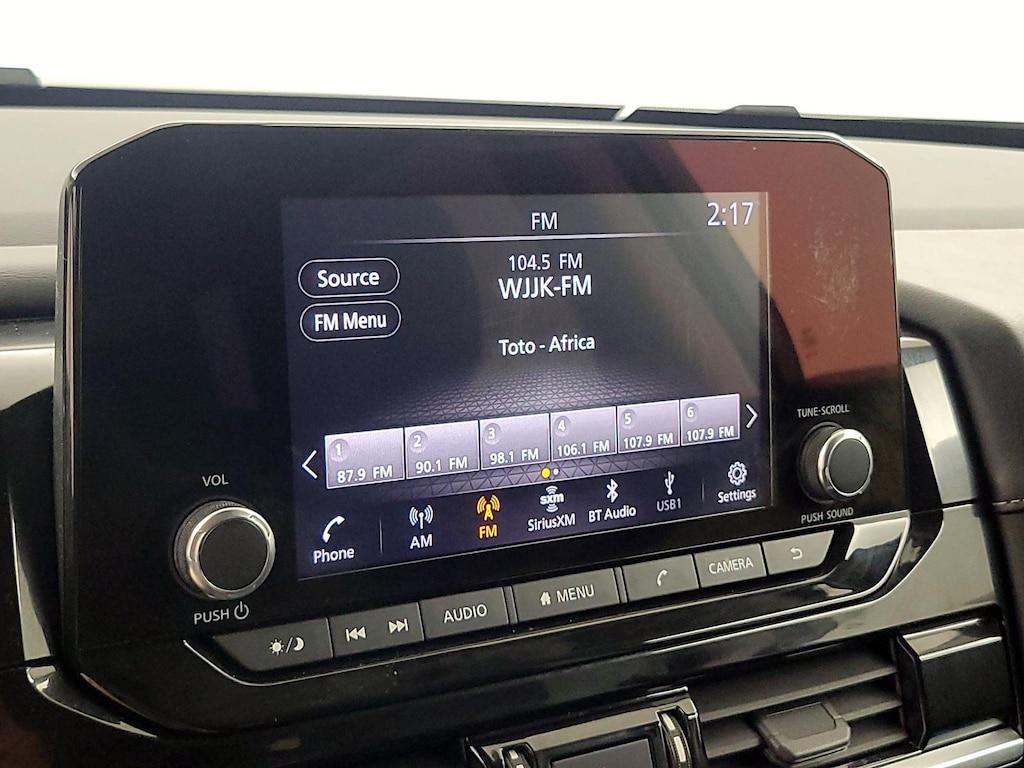 FM
2:17
Source
104.5 FM
WJJK-FM
FM Menu
Toto - Africa
1
87.9 FM
2
90.1 FM
3
98.1 FM
4
106.1 FM
5
107.9 FM
6
107.9 FM
Phone
AM
FM
sxm
SiriusXM
BT Audio
USB1
Settings
VOL
PUSH
TUNE·SCROLL
PUSH SOUND
AUDIO
MENU
CAMERA